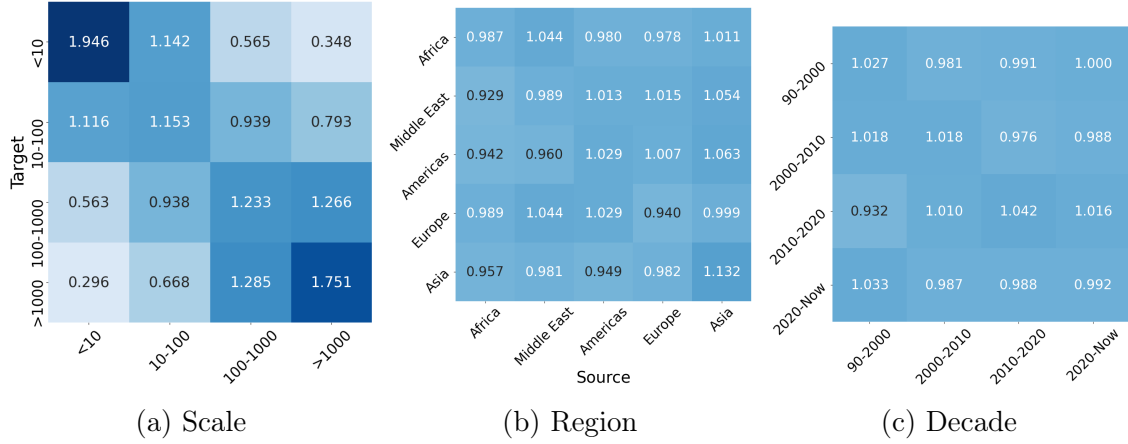 Target
<10
1.946 1.142 0.565 0.348
10-100
1.116 1.153 0.939 0.793
100-1000
0.563 0.938 1.233 1.266
>1000
0.296 0.668 1.285 1.751
<10 10-100 100-1000 >1000
(a) Scale
Africa
0.987 1.044 0.980 0.978 1.011
Middle East
0.929 0.989 1.013 1.015 1.054
Americas
0.942 0.960 1.029 1.007 1.063
Europe
0.989 1.044 1.029 0.940 0.999
Asia
0.957 0.981 0.949 0.982 1.132
Africa Middle East Americas Europe Asia
Source
(b) Region
90-2000
1.027 0.981 0.991 1.000
2000-2010
1.018 1.018 0.976 0.988
2010-2020
0.932 1.010 1.042 1.016
2020-Now
1.033 0.987 0.988 0.992
90-2000 2000-2010 2010-2020 2020-Now
(c) Decade